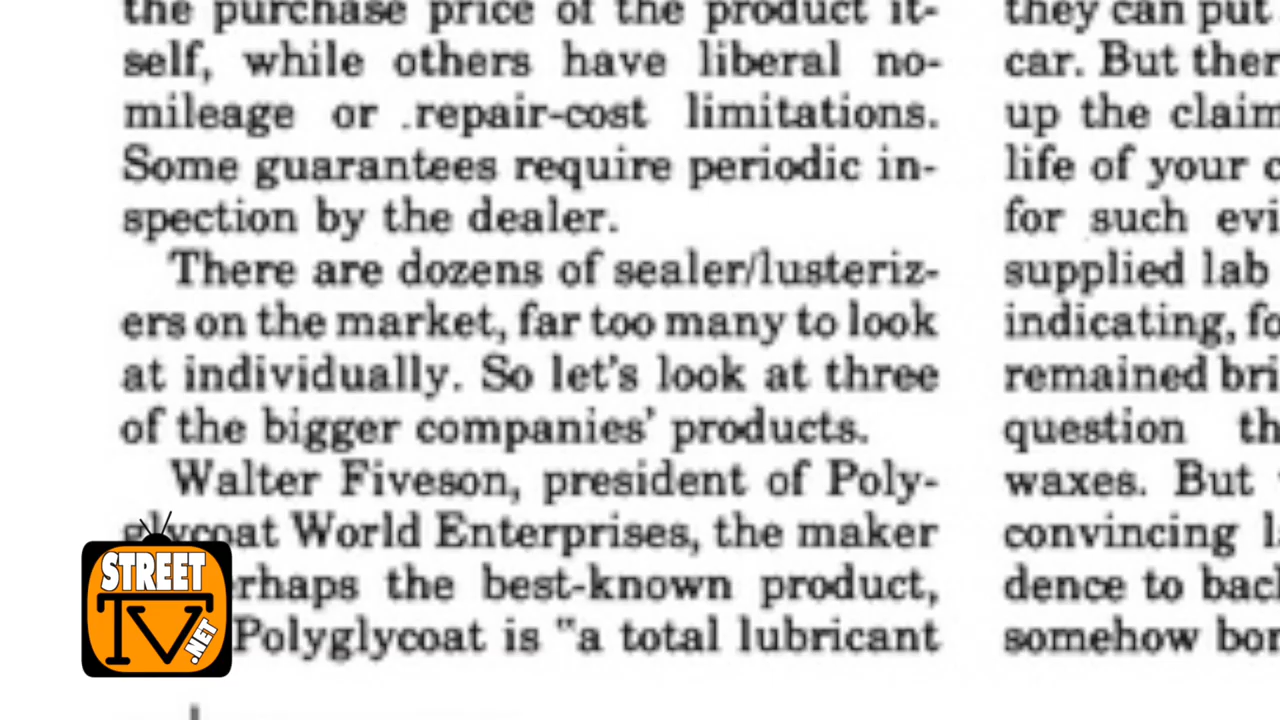 the purchase price of the product it-
self, while others have liberal no-
mileage or repair-cost limitations.
Some guarantees require periodic in-
spection by the dealer.
There are dozens of sealer/lusteriz-
ers on the market, far too many to look
at individually. So let's look at three
of the bigger companies' products.
Walter Fiveson, president of Poly-
glycoat World Enterprises, the maker
rhaps the best-known product,
Polyglycoat is "a total lubricant
they can put
car. But ther
up the claim
life of your c
for such evi
supplied lab
indicating, fo
remained bri
question th
waxes. But
convincing l
dence to bac
somehow bor
STREET
TV
.NET